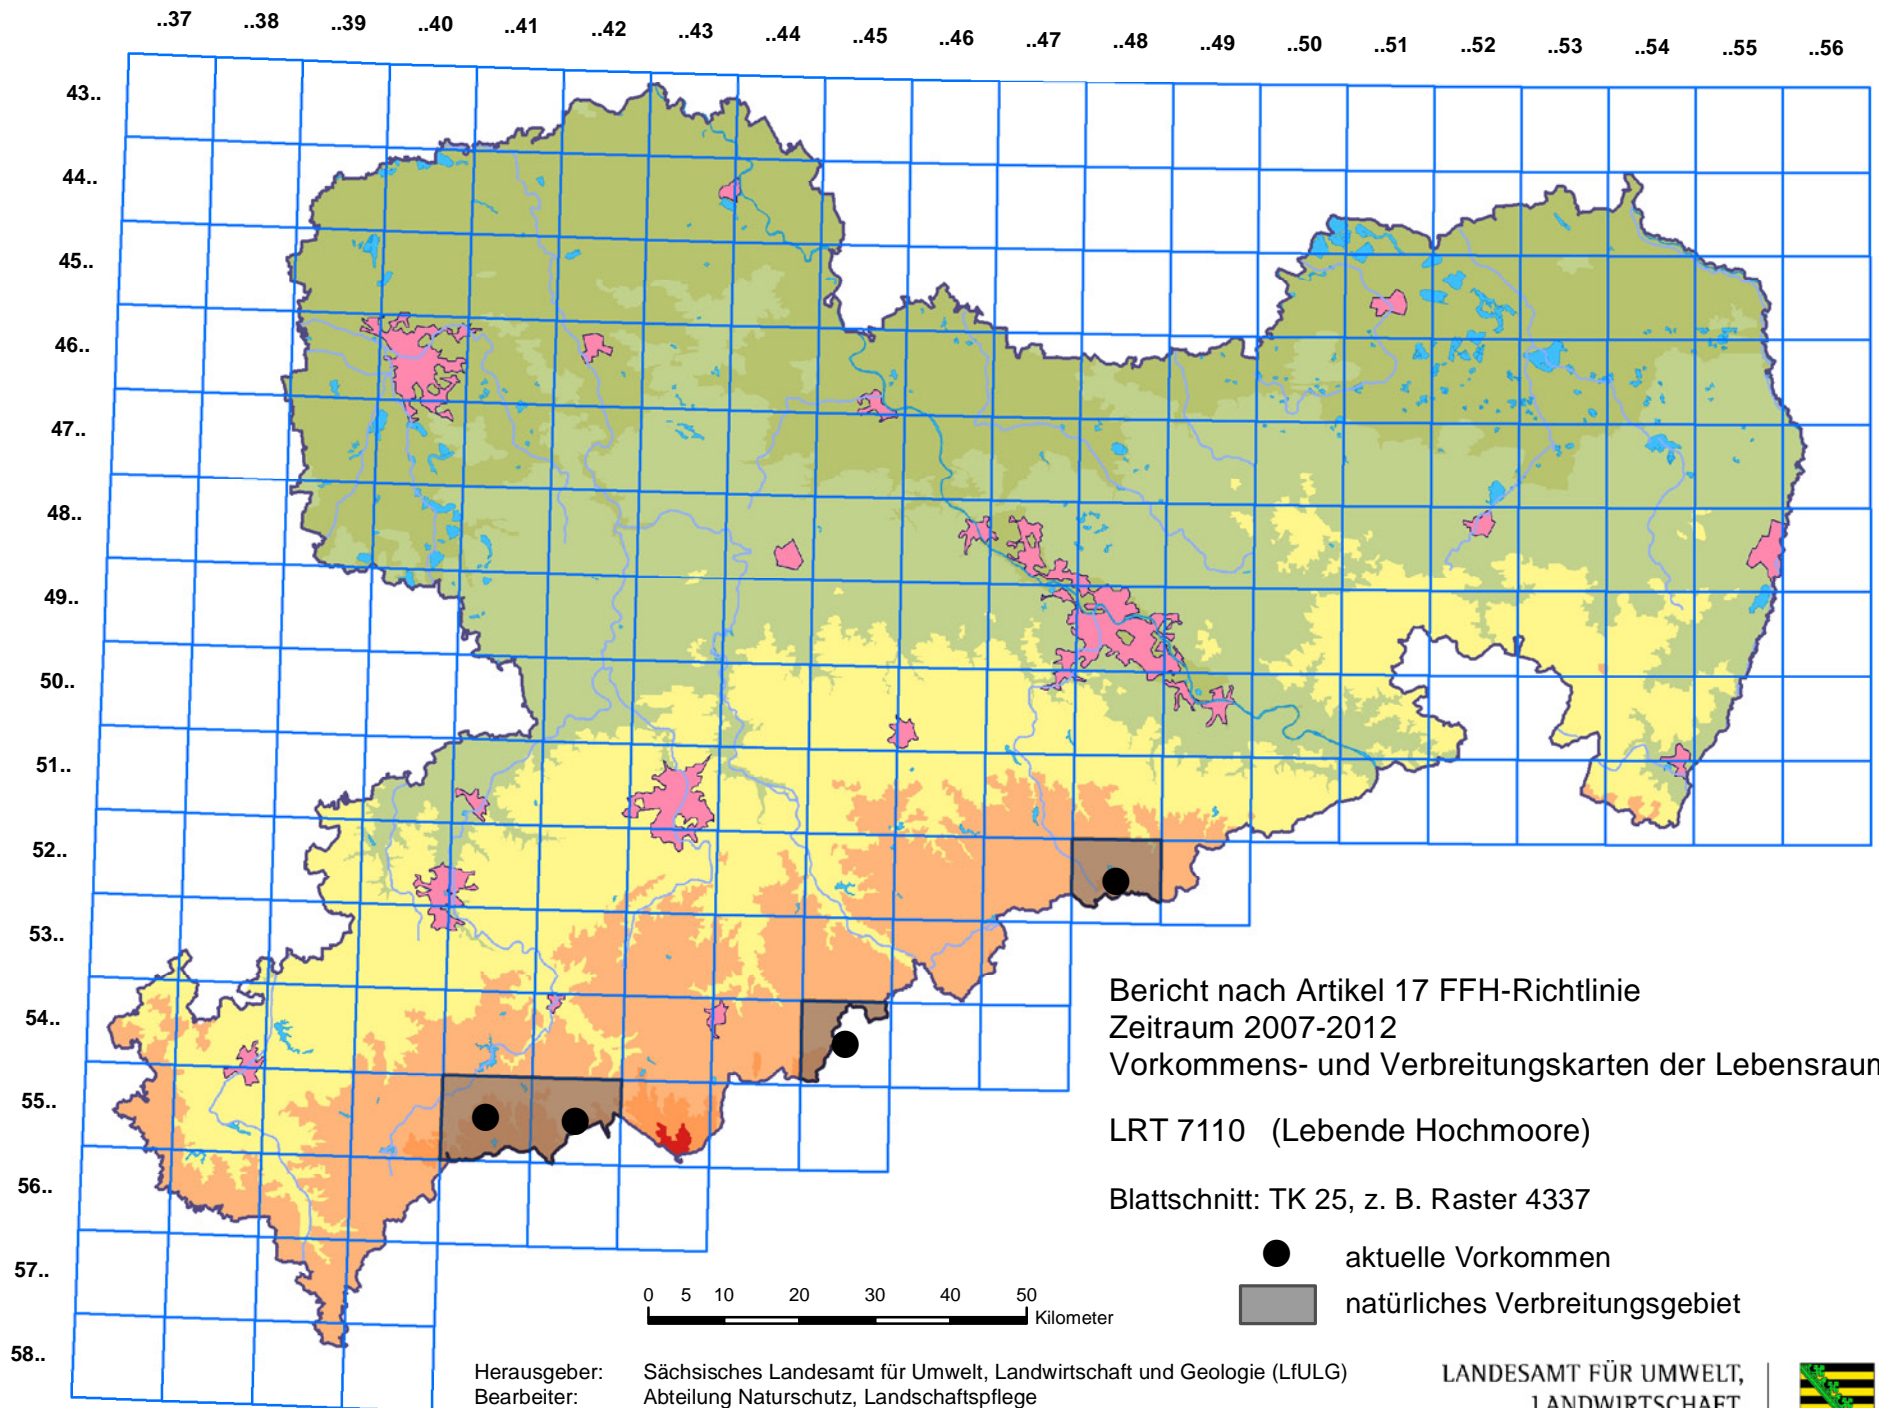 ..37 ..38 ..39 ..40 ..41 ..42 ..43 ..44 ..45 ..46 ..47 ..48 ..49 ..50 ..51 ..52 ..53 ..54 ..55 ..56
43..
44..
45..
46..
47..
48..
49..
50..
51..
52..
53..
54..
55..
56..
57..
58..
Bericht nach Artikel 17 FFH-Richtlinie
Zeitraum 2007-2012
Vorkommens- und Verbreitungskarten der Lebensraum
LRT 7110 (Lebende Hochmoore)
Blattschnitt: TK 25, z. B. Raster 4337
aktuelle Vorkommen
natürliches Verbreitungsgebiet
0 5 10 20 30 40 50
Kilometer
Herausgeber: Sächsisches Landesamt für Umwelt, Landwirtschaft und Geologie (LfULG)
Bearbeiter: Abteilung Naturschutz, Landschaftspflege
LANDESAMT FÜR UMWELT,
LANDWIRTSCHAFT